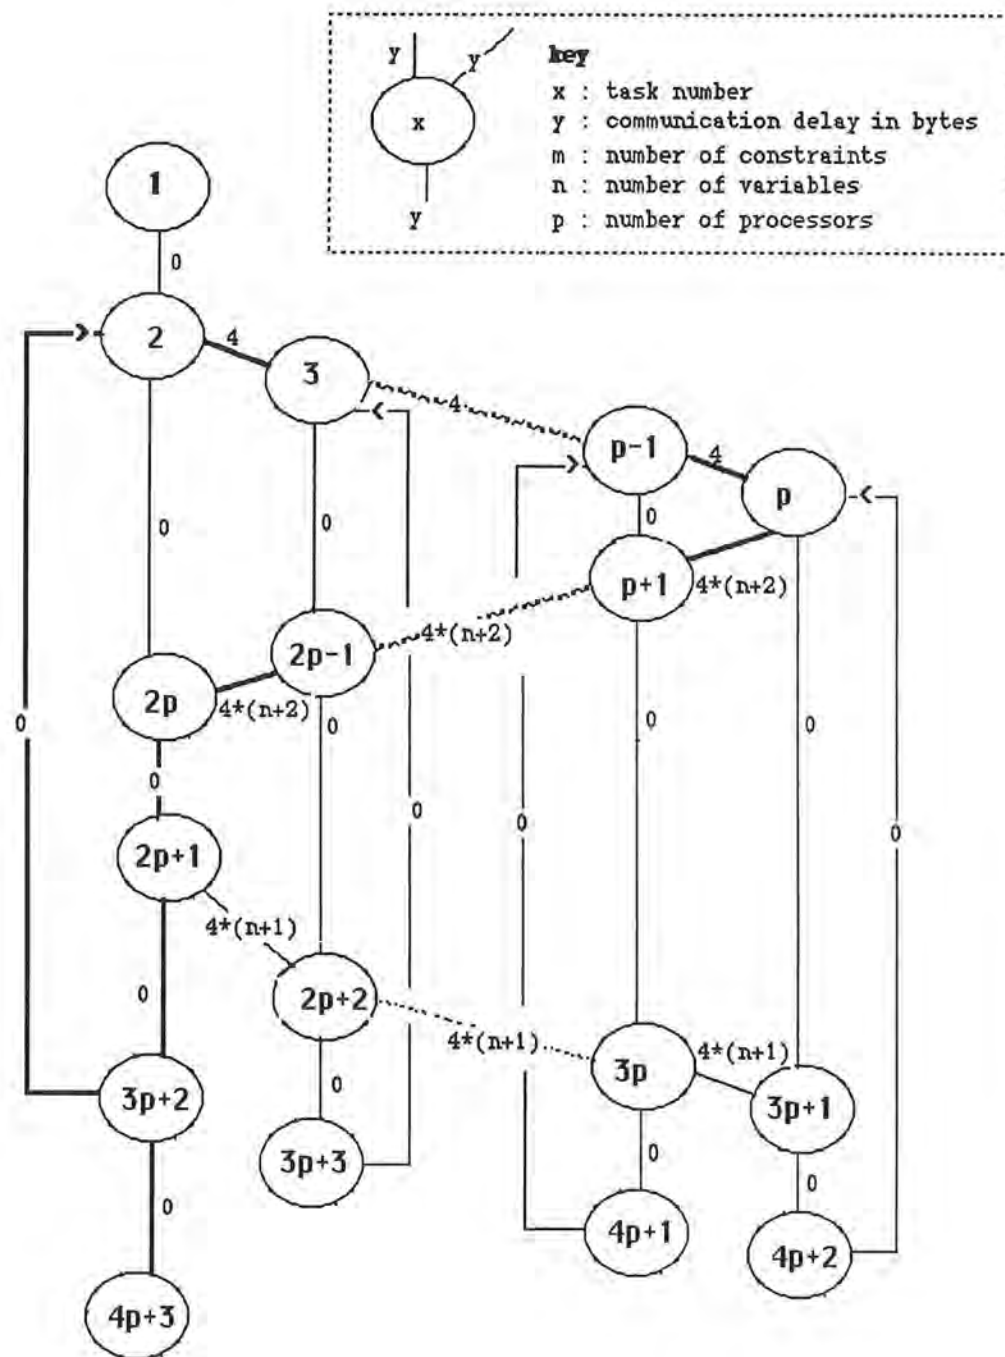 key
y
y
x
y
x : task number
y : communication delay in bytes
m : number of constraints
n : number of variables
p : number of processors
1
0
2
4
3
4
p-1
4
p
0
0
0
p+1
4*(n+2)
4*(n+2)
2p-1
2p
4*(n+2)
0
0
0
0
0
0
0
0
0
2p+1
4*(n+1)
2p+2
0
4*(n+1)
3p
4*(n+1)
3p+1
3p+2
0
3p+3
0
0
0
4p+1
4p+2
4p+3